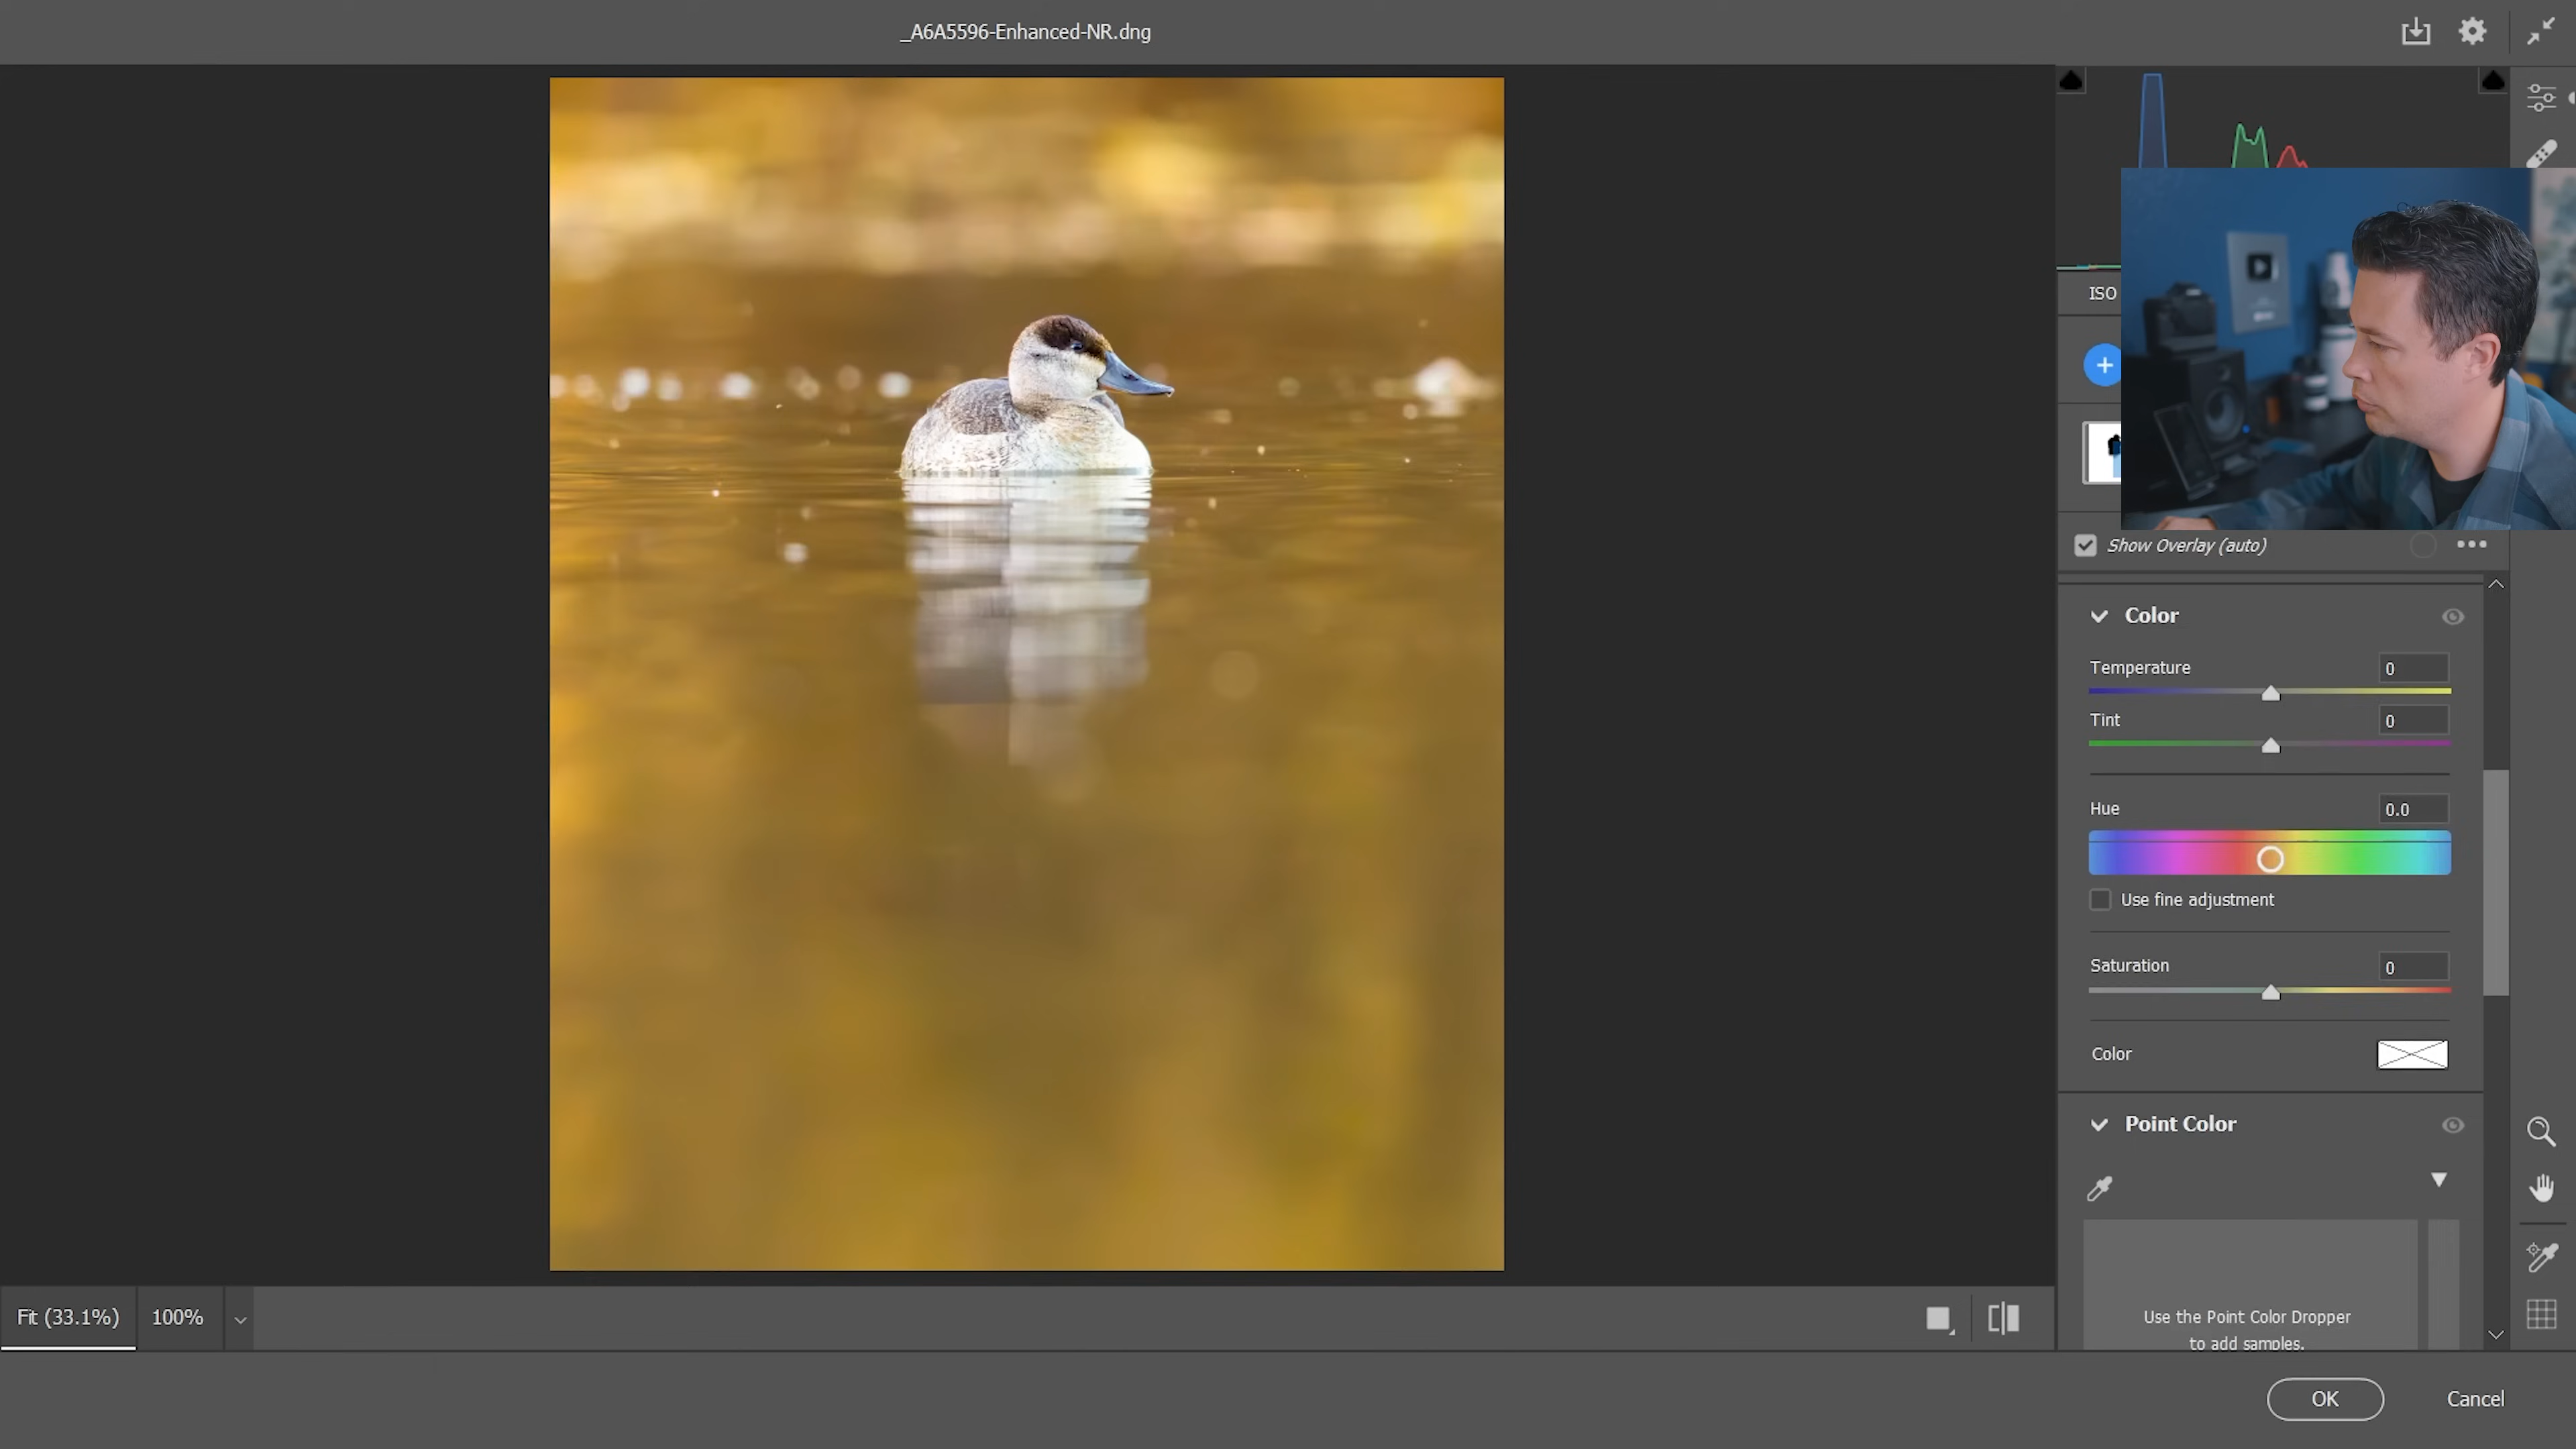 _A6A5596-Enhanced-NR.dng
ISO
Show Overlay (auto)
Color
Temperature 0
Tint 0
Hue 0.0
Use fine adjustment
Saturation 0
Color
Point Color
Use the Point Color Dropper
to add samples.
Fit (33.1%) 100%
OK Cancel